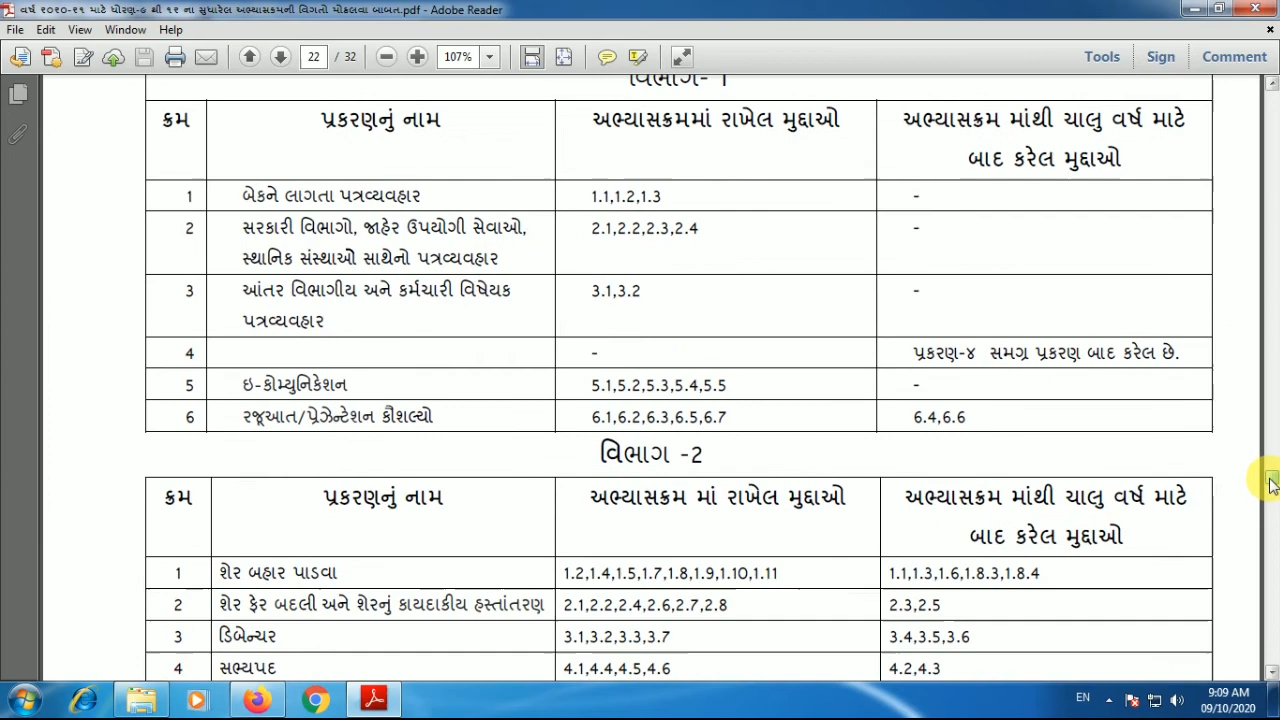 વર્ષ ૨૦૨૦-૨૧ માટે ધોરણ-૯ થી ૧૨ ના સુધારેલ અભ્યાસક્રમની વિગતો મોકલવા બાબત.pdf - Adobe Reader
File Edit View Window Help
22 / 32 107% Tools Sign Comment
વિભાગ- 1
ક્રમ પ્રકરણનું નામ અભ્યાસક્રમમાં રાખેલ મુદ્દાઓ અભ્યાસક્રમ માંથી ચાલુ વર્ષ માટે
બાદ કરેલ મુદ્દાઓ
1 બેકને લાગતા પત્રવ્યવહાર 1.1,1.2,1.3 -
2 સરકારી વિભાગો, જાહેર ઉપયોગી સેવાઓ, 2.1,2.2,2.3,2.4 -
સ્થાનિક સંસ્થાઓ સાથેનો પત્રવ્યવહાર
3 આંતર વિભાગીય અને કર્મચારી વિષેયક 3.1,3.2 -
પત્રવ્યવહાર
4 - પ્રકરણ-૪ સમગ્ર પ્રકરણ બાદ કરેલ છે.
5 ઇ-કોમ્યુનિકેશન 5.1,5.2,5.3,5.4,5.5 -
6 રજૂઆત/પ્રેઝેન્ટેશન કૌશલ્યો 6.1,6.2,6.3,6.5,6.7 6.4,6.6
વિભાગ -2
ક્રમ પ્રકરણનું નામ અભ્યાસક્રમ માં રાખેલ મુદ્દાઓ અભ્યાસક્રમ માંથી ચાલુ વર્ષ માટે
બાદ કરેલ મુદ્દાઓ
1 શેર બહાર પાડવા 1.2,1.4,1.5,1.7,1.8,1.9,1.10,1.11 1.1,1.3,1.6,1.8.3,1.8.4
2 શેર ફેર બદલી અને શેરનું કાયદાકીય હસ્તાંતરણ 2.1,2.2,2.4,2.6,2.7,2.8 2.3,2.5
3 ડિબેન્ચર 3.1,3.2,3.3,3.7 3.4,3.5,3.6
4 સભ્યપદ 4.1,4.4,4.5,4.6 4.2,4.3
EN 9:09 AM
09/10/2020